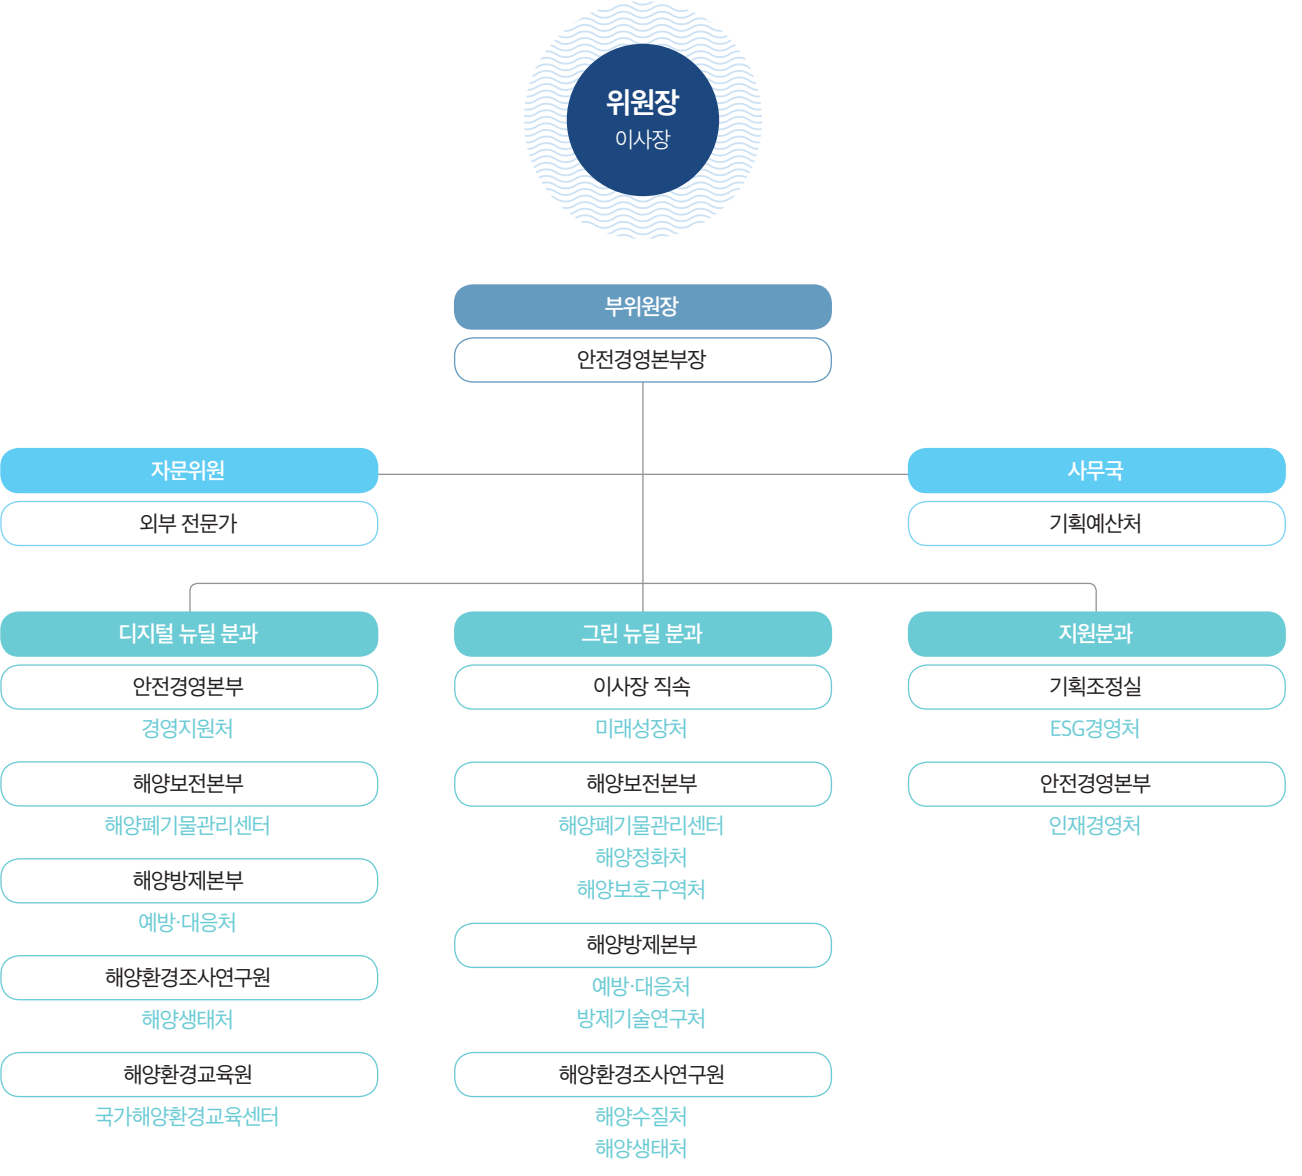 위원장
이사장
부위원장
안전경영본부장
자문위원
외부 전문가
사무국
기획예산처
디지털 뉴딜 분과
안전경영본부
경영지원처
해양보전본부
해양폐기물관리센터
해양방제본부
예방·대응처
해양환경조사연구원
해양생태처
해양환경교육원
국가해양환경교육센터
그린 뉴딜 분과
이사장 직속
미래성장처
해양보전본부
해양폐기물관리센터
해양정화처
해양보호구역처
해양방제본부
예방·대응처
방제기술연구처
해양환경조사연구원
해양수질처
해양생태처
지원분과
기획조정실
ESG경영처
안전경영본부
인재경영처